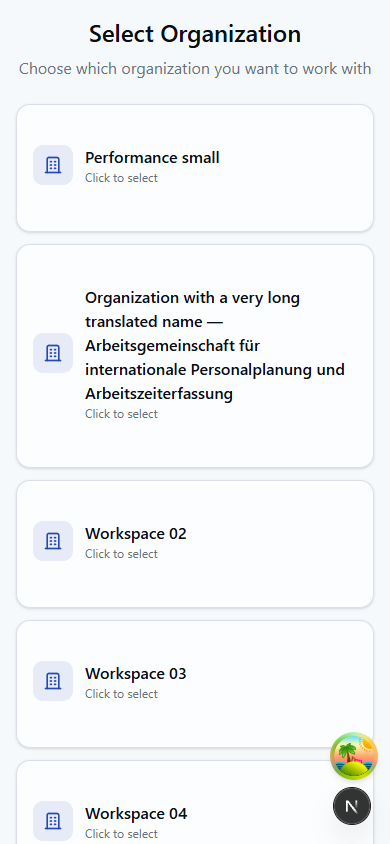 Select Organization
Choose which organization you want to work with
Performance small
Click to select
Organization with a very long
translated name —
Arbeitsgemeinschaft für
internationale Personalplanung und
Arbeitszeiterfassung
Click to select
Workspace 02
Click to select
Workspace 03
Click to select
Workspace 04
Click to select
N